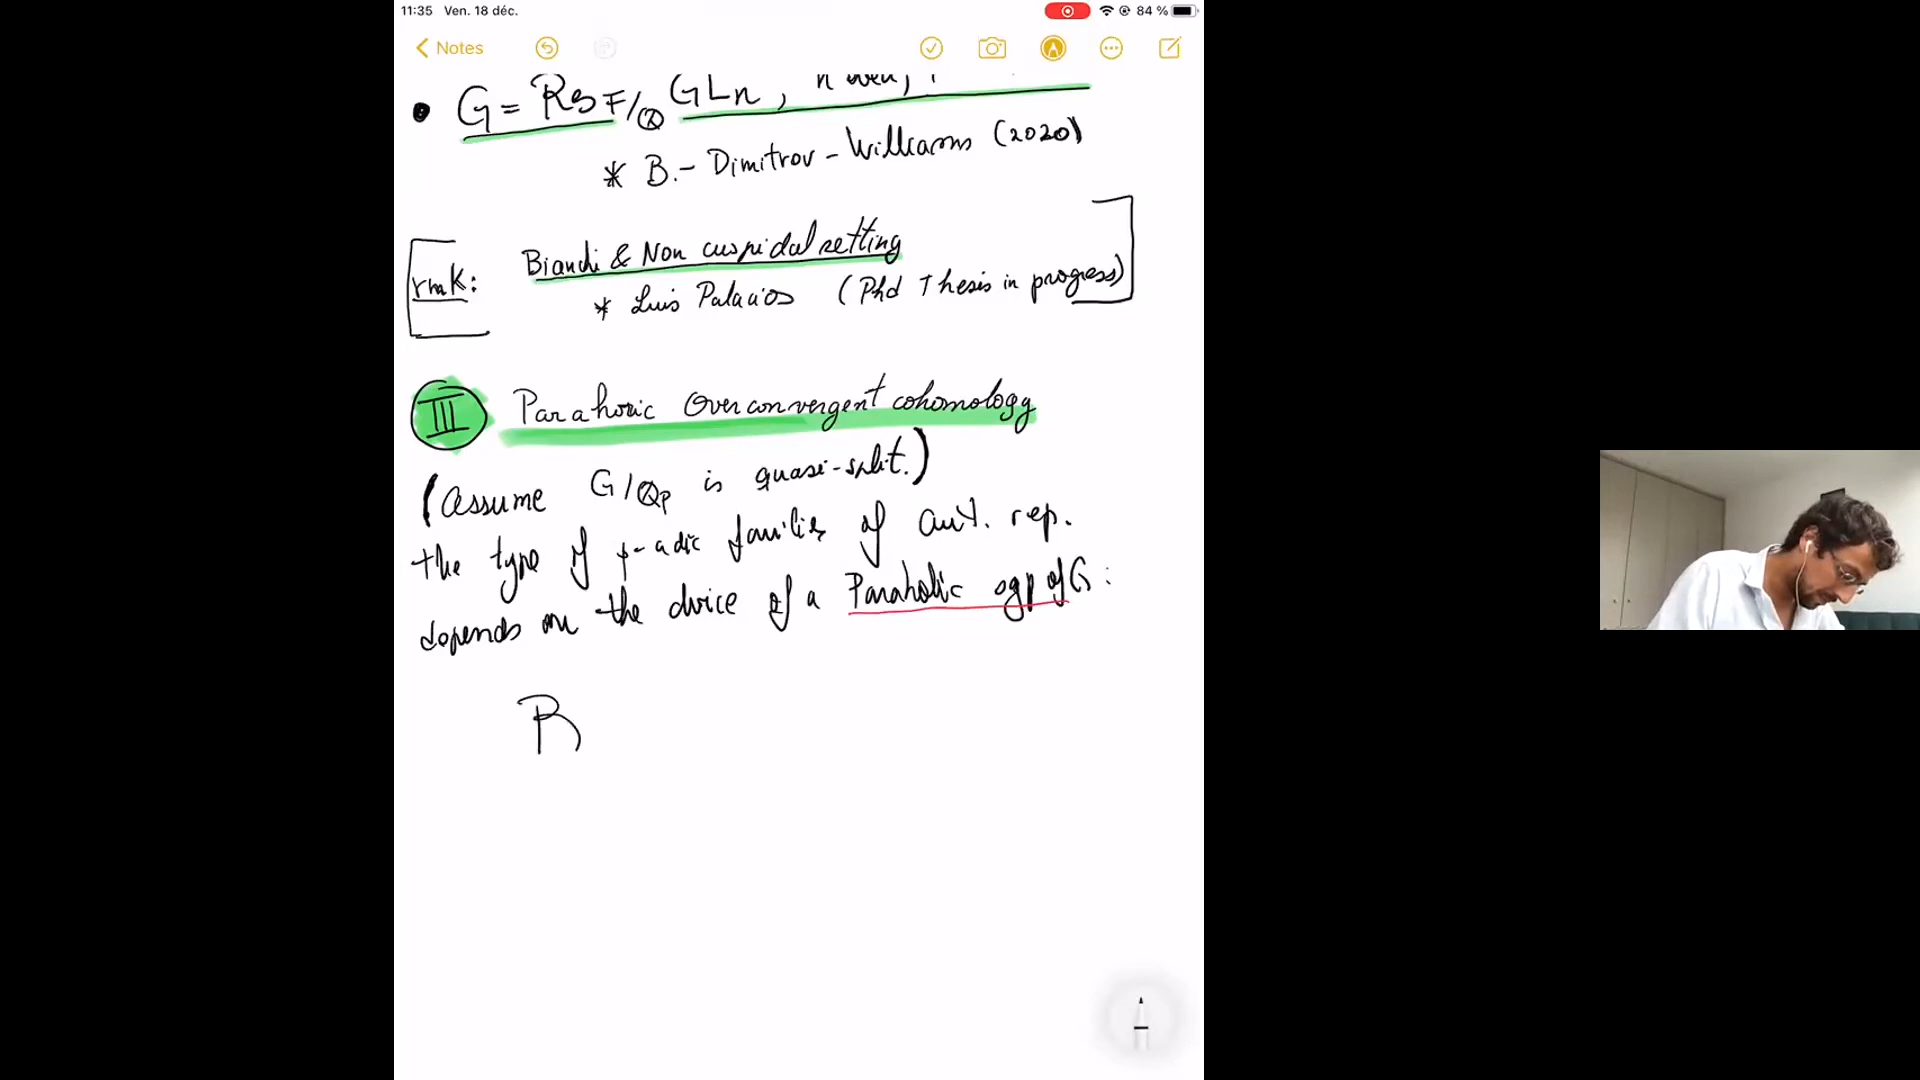 11:35 Ven. 18 déc. 84 %
Notes
• G = Res F/Q GLn, n even,
* B. - Dimitrov - Williams (2020)
rmk: Bianchi & Non cuspidal setting
* Luis Palacios (Phd Thesis in progress)
III Parahoric Overconvergent cohomology
(assume G/Qp is quasi-split.)
the type of p-adic families of aut. rep.
depends on the choice of a Parabolic sgp of G: